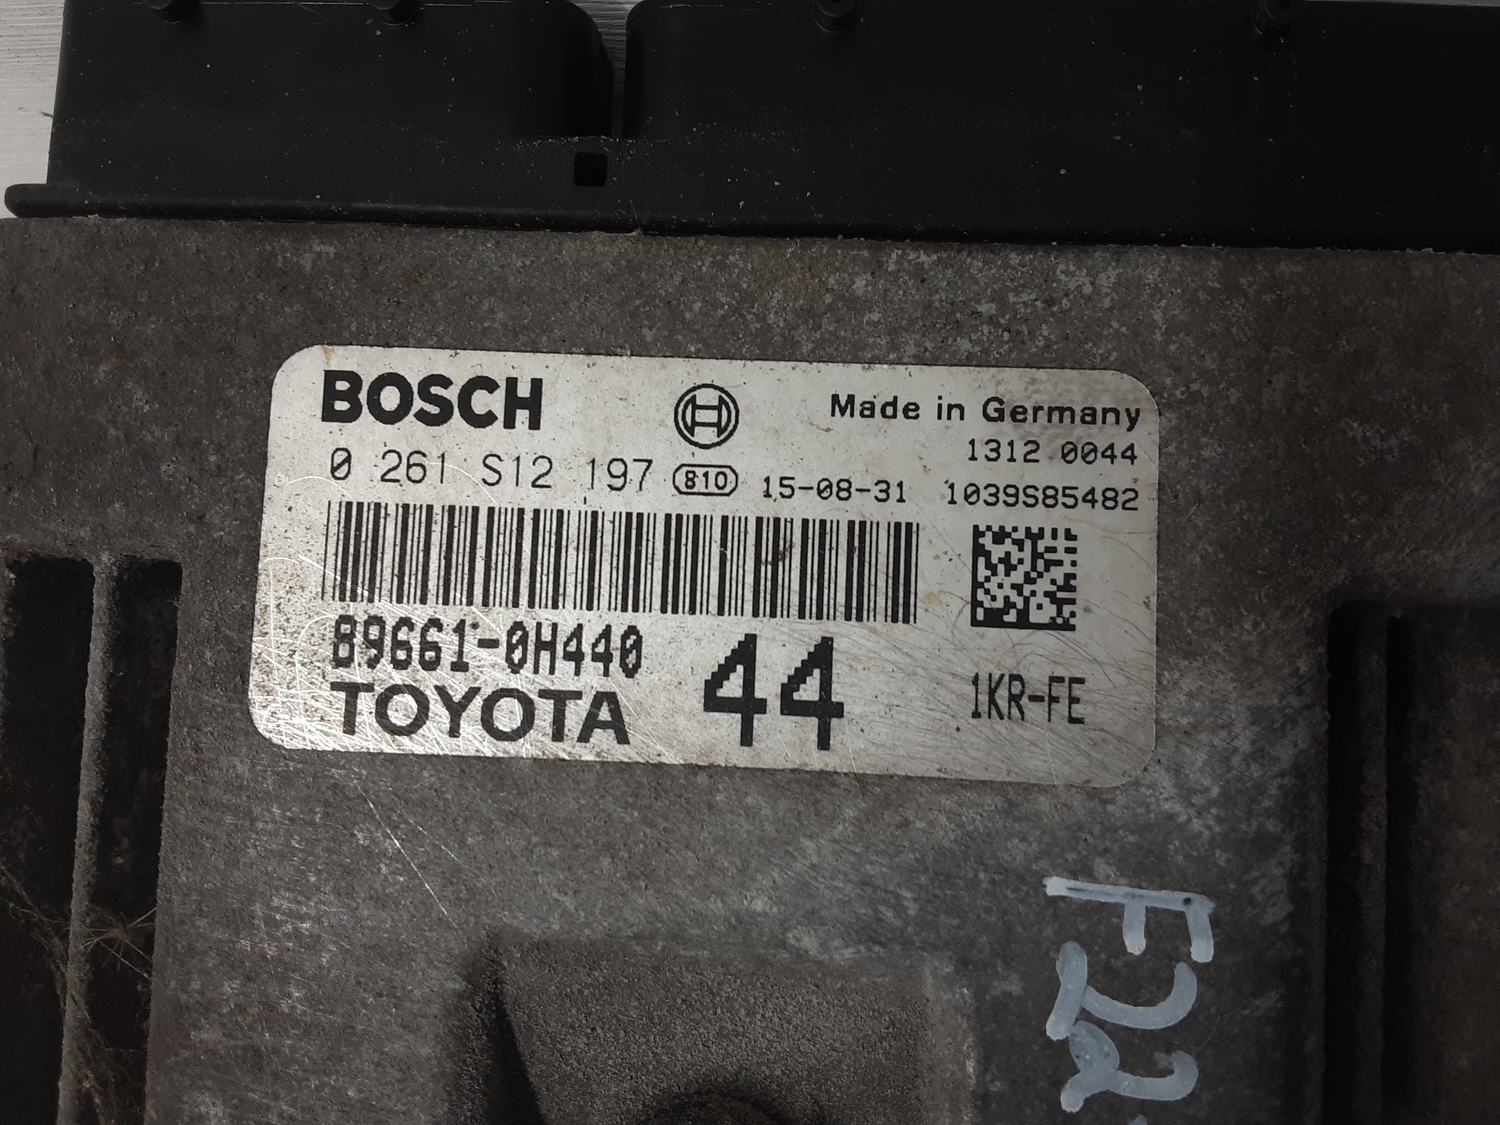 BOSCH
Made in Germany
1312 0044
0 261 S12 197 810 15-08-31 1039S85482
89661-0H440
TOYOTA
44
1KR-FE
F22